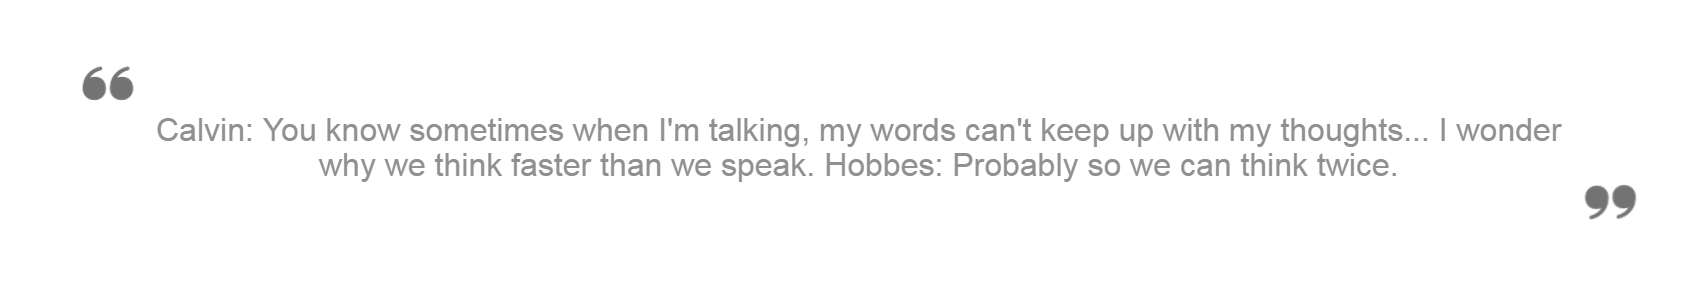 “
Calvin: You know sometimes when I'm talking, my words can't keep up with my thoughts... I wonder
why we think faster than we speak. Hobbes: Probably so we can think twice.
”